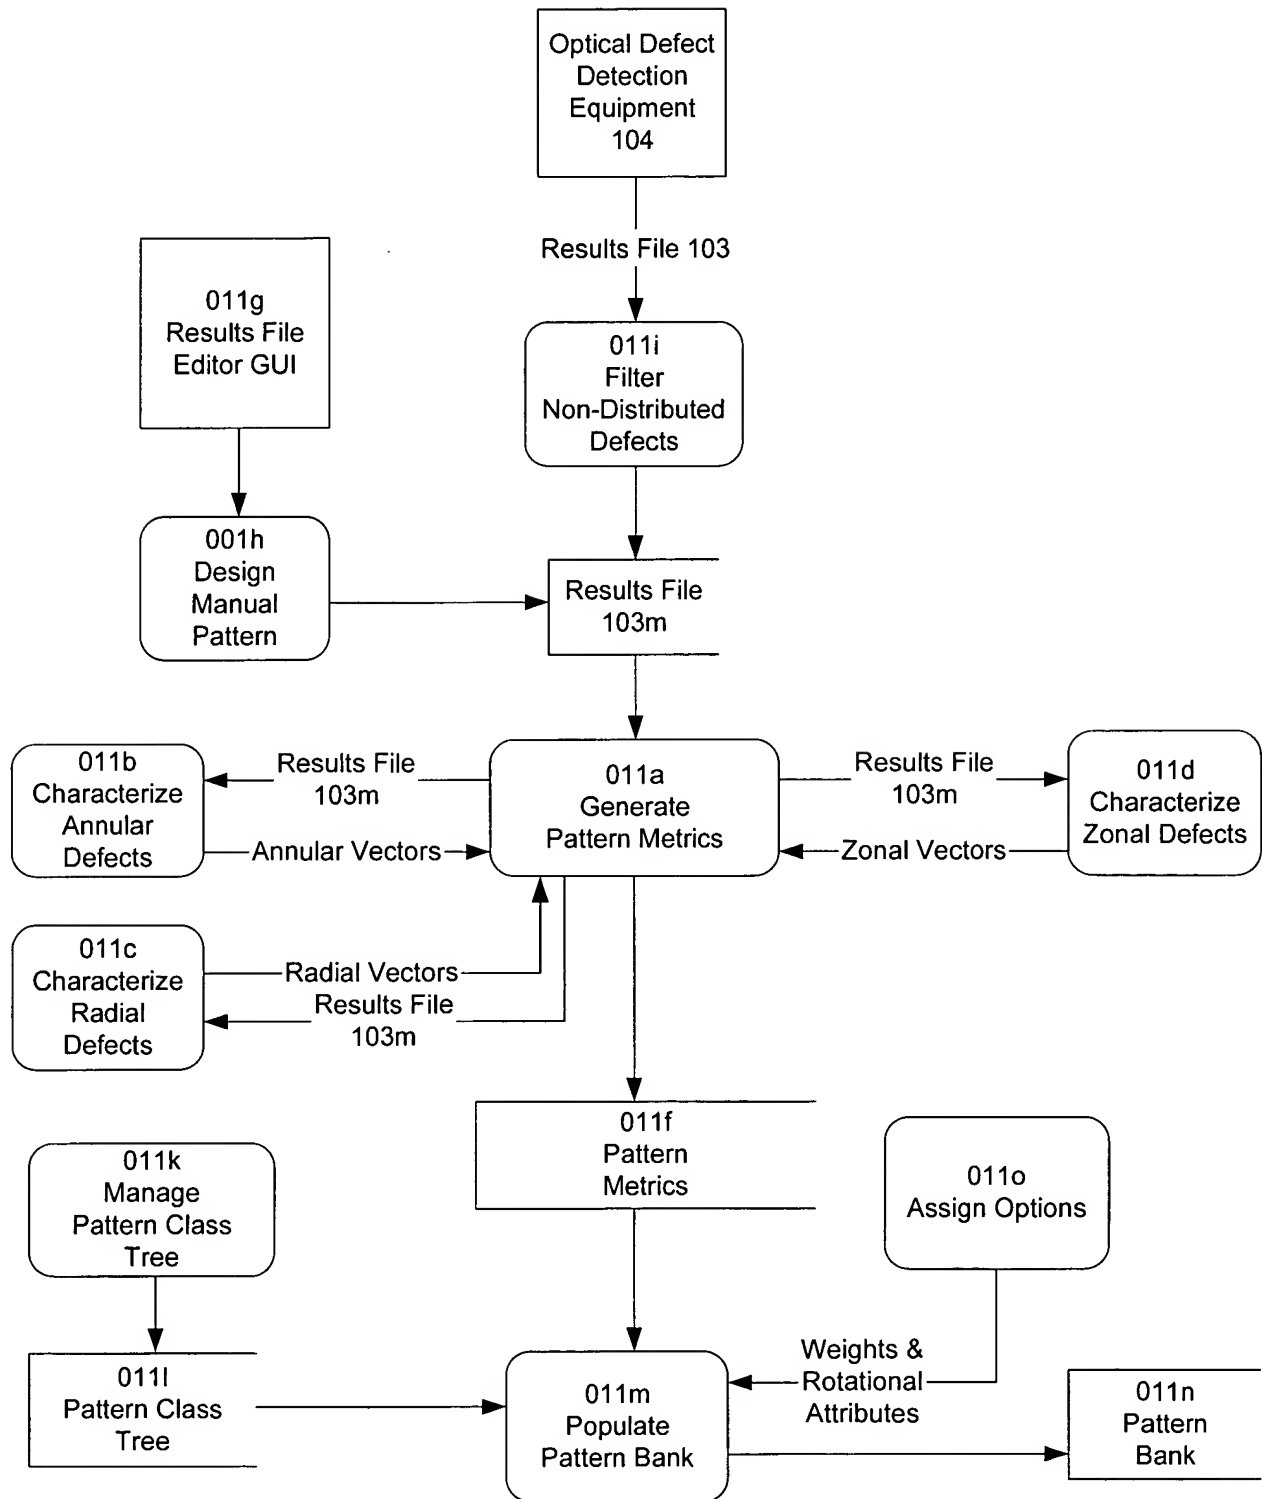 Optical Defect
Detection
Equipment
104
Results File 103
011g
Results File
Editor GUI
011i
Filter
Non-Distributed
Defects
001h
Design
Manual
Pattern
Results File
103m
011b
Characterize
Annular
Defects
Results File
103m
Annular Vectors
011a
Generate
Pattern Metrics
Results File
103m
Zonal Vectors
011d
Characterize
Zonal Defects
011c
Characterize
Radial
Defects
Radial Vectors
Results File
103m
011f
Pattern
Metrics
011k
Manage
Pattern Class
Tree
011o
Assign Options
011l
Pattern Class
Tree
011m
Populate
Pattern Bank
Weights &
Rotational
Attributes
011n
Pattern
Bank